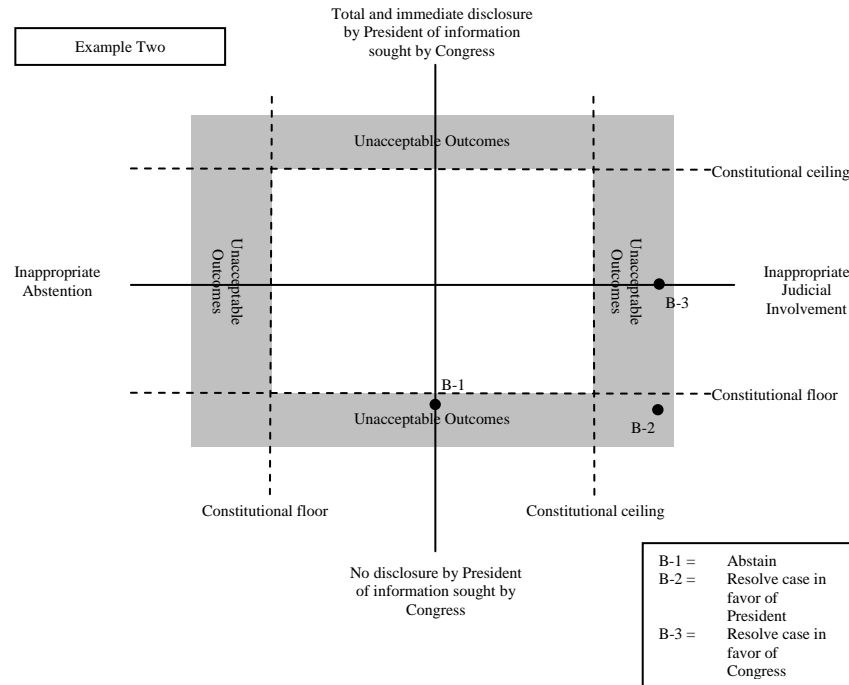 Total and immediate disclosure
by President of information
sought by Congress
Example Two
Unacceptable Outcomes
Constitutional ceiling
Unacceptable
Outcomes
Unacceptable
Outcomes
Inappropriate
Abstention
Inappropriate
Judicial
Involvement
B-3
B-1
Constitutional floor
Unacceptable Outcomes
B-2
Constitutional floor
Constitutional ceiling
No disclosure by President
of information sought by
Congress
B-1 = Abstain
B-2 = Resolve case in
favor of
President
B-3 = Resolve case in
favor of
Congress